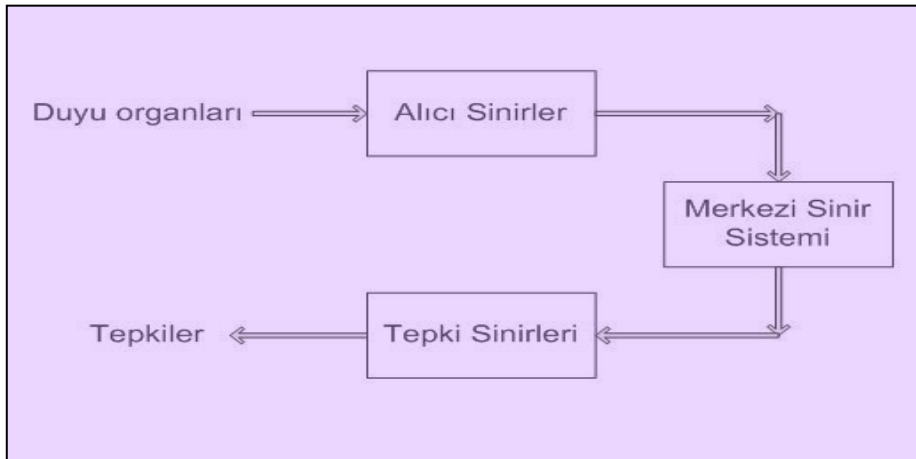 Duyu organları
Alıcı Sinirler
Merkezi Sinir
Sistemi
Tepki Sinirleri
Tepkiler